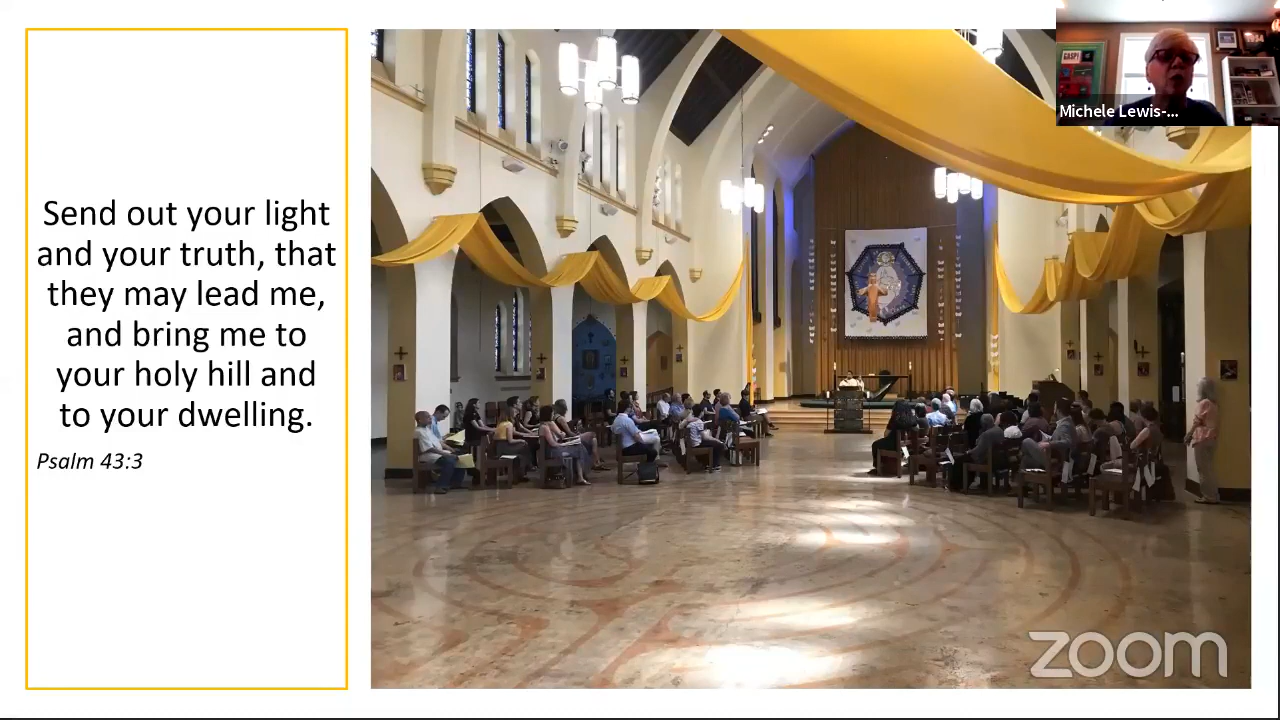 Send out your light
and your truth, that
they may lead me,
and bring me to
your holy hill and
to your dwelling.
Psalm 43:3
Michele Lewis-...
zoom